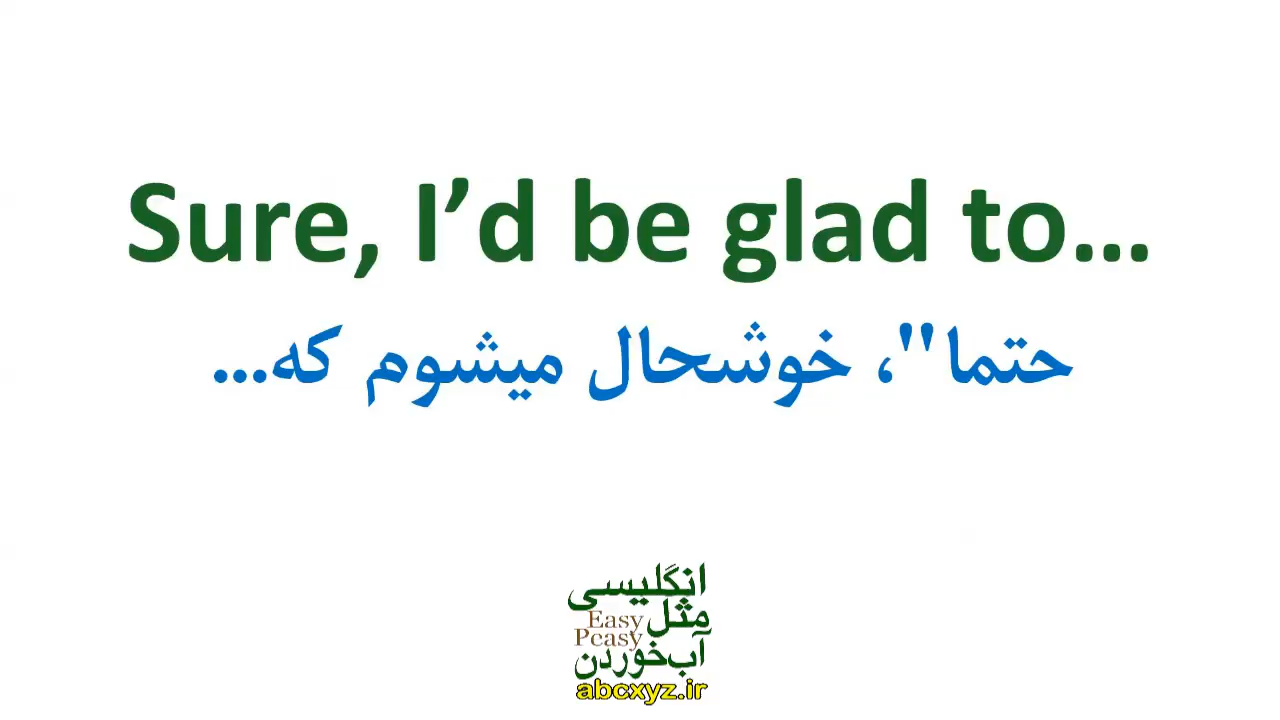 Sure, I’d be glad to...
حتما"، خوشحال میشوم که...
انگلیسی
مثل
Easy
Peasy
آب خوردن
abcxyz.ir